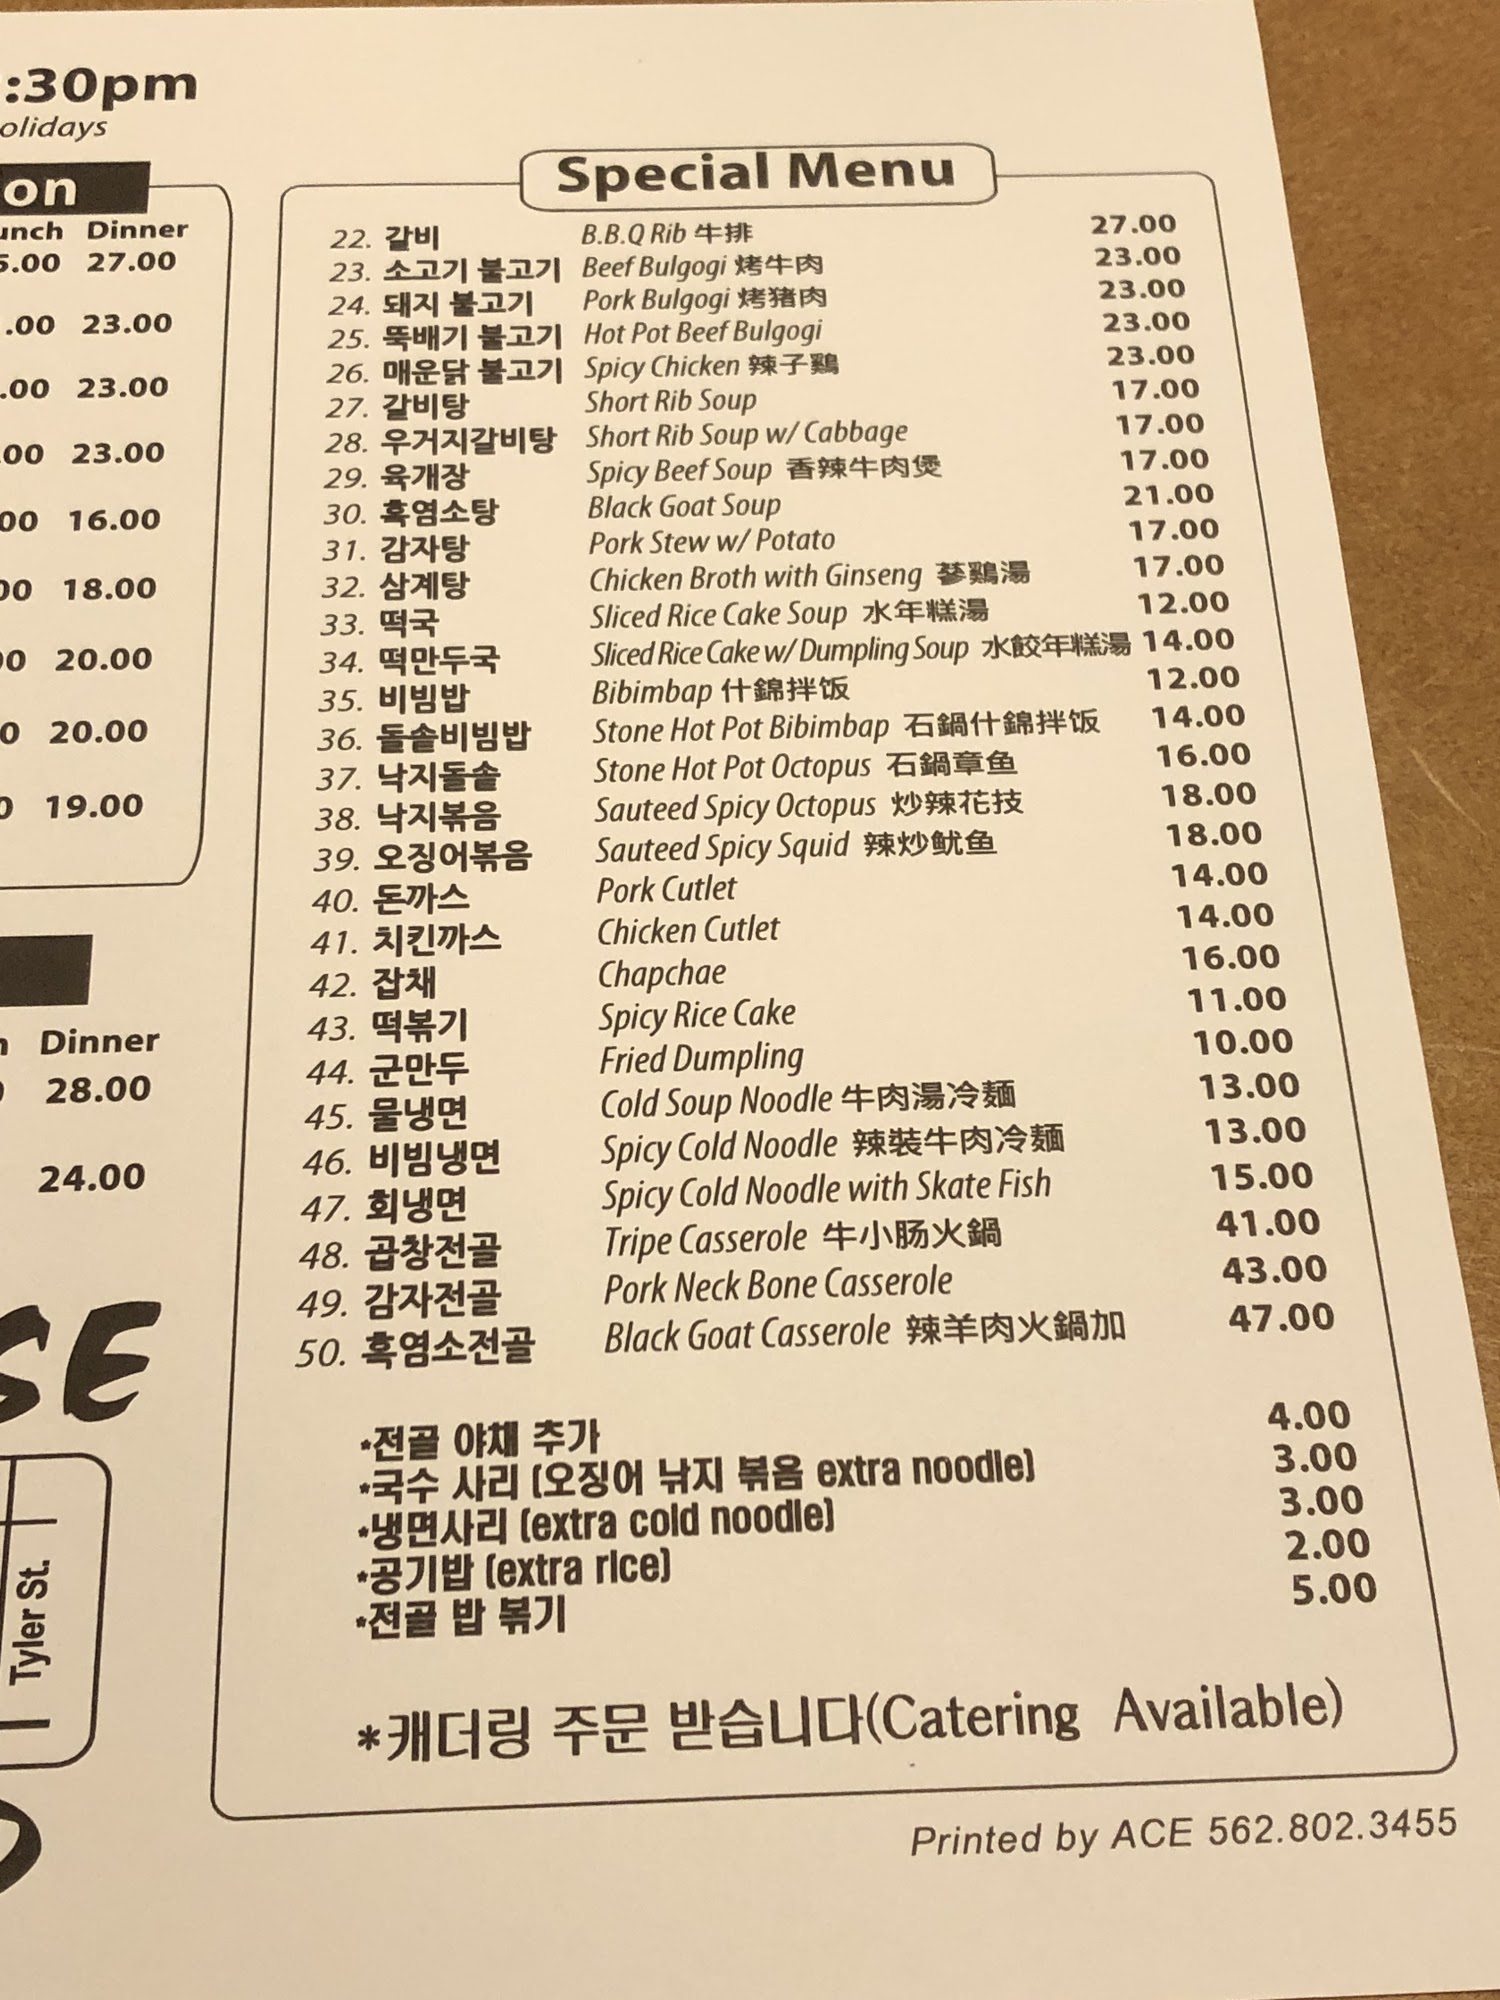 :30pm
olidays
on
unch Dinner
5.00 27.00
.00 23.00
.00 23.00
.00 23.00
00 16.00
00 18.00
00 20.00
0 20.00
0 19.00
Dinner
28.00
24.00
SE
Tyler St.
Special Menu
22. 갈비 B.B.Q Rib 牛排 27.00
23. 소고기 불고기 Beef Bulgogi 烤牛肉 23.00
24. 돼지 불고기 Pork Bulgogi 烤猪肉 23.00
25. 뚝배기 불고기 Hot Pot Beef Bulgogi 23.00
26. 매운닭 불고기 Spicy Chicken 辣子鷄 23.00
27. 갈비탕 Short Rib Soup 17.00
28. 우거지갈비탕 Short Rib Soup w/ Cabbage 17.00
29. 육개장 Spicy Beef Soup 香辣牛肉煲 17.00
30. 흑염소탕 Black Goat Soup 21.00
31. 감자탕 Pork Stew w/ Potato 17.00
32. 삼계탕 Chicken Broth with Ginseng 蔘鷄湯 17.00
33. 떡국 Sliced Rice Cake Soup 水年糕湯 12.00
34. 떡만두국 Sliced Rice Cake w/ Dumpling Soup 水餃年糕湯 14.00
35. 비빔밥 Bibimbap 什錦拌饭 12.00
36. 돌솥비빔밥 Stone Hot Pot Bibimbap 石鍋什錦拌饭 14.00
37. 낙지돌솥 Stone Hot Pot Octopus 石鍋章鱼 16.00
38. 낙지볶음 Sauteed Spicy Octopus 炒辣花技 18.00
39. 오징어볶음 Sauteed Spicy Squid 辣炒鱿鱼 18.00
40. 돈까스 Pork Cutlet 14.00
41. 치킨까스 Chicken Cutlet 14.00
42. 잡채 Chapchae 16.00
43. 떡볶기 Spicy Rice Cake 11.00
44. 군만두 Fried Dumpling 10.00
45. 물냉면 Cold Soup Noodle 牛肉湯冷麵 13.00
46. 비빔냉면 Spicy Cold Noodle 辣裝牛肉冷麵 13.00
47. 회냉면 Spicy Cold Noodle with Skate Fish 15.00
48. 곱창전골 Tripe Casserole 牛小肠火鍋 41.00
49. 감자전골 Pork Neck Bone Casserole 43.00
50. 흑염소전골 Black Goat Casserole 辣羊肉火鍋加 47.00
*전골 야채 추가 4.00
*국수 사리 (오징어 낚지 볶음 extra noodle) 3.00
*냉면사리 (extra cold noodle) 3.00
*공기밥 (extra rice) 2.00
*전골 밥 볶기 5.00
*캐더링 주문 받습니다(Catering Available)
Printed by ACE 562.802.3455